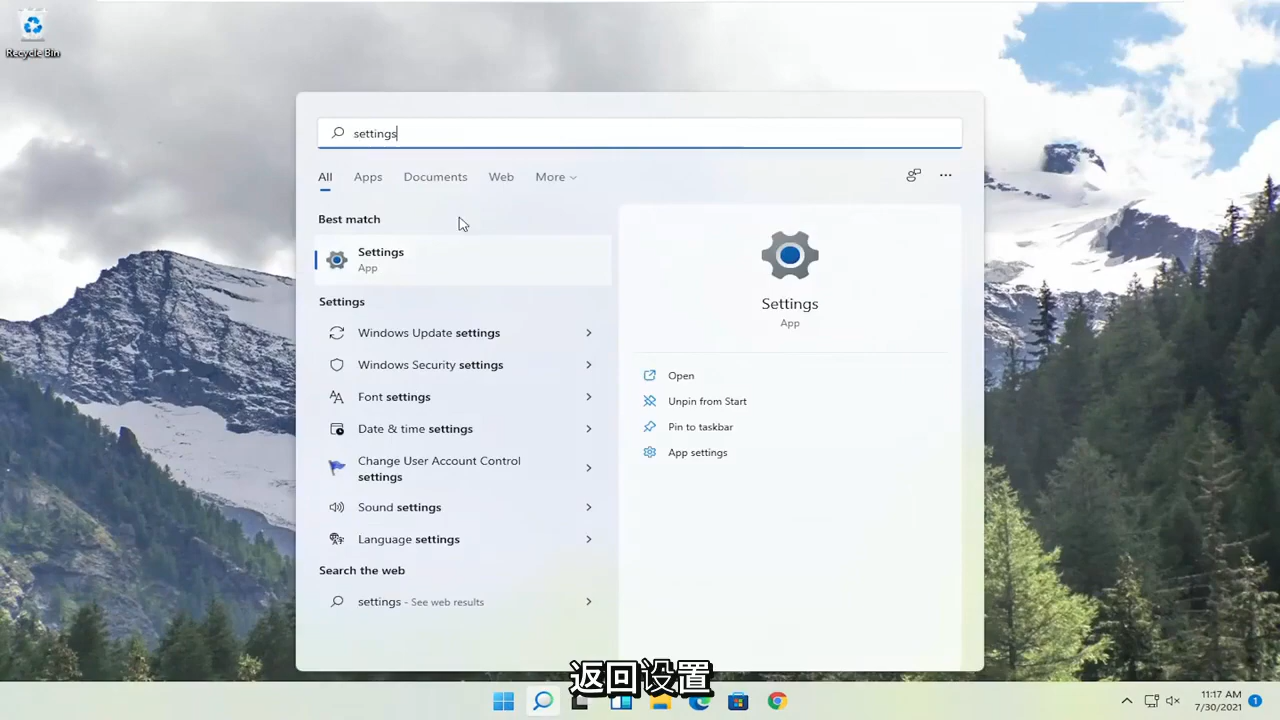 Recycle Bin
settings
All Apps Documents Web More
Best match
Settings
App
Settings
Windows Update settings
Windows Security settings
Font settings
Date & time settings
Change User Account Control
settings
Sound settings
Language settings
Search the web
settings - See web results
Settings
App
Open
Unpin from Start
Pin to taskbar
App settings
返回设置
11:17 AM
7/30/2021
1